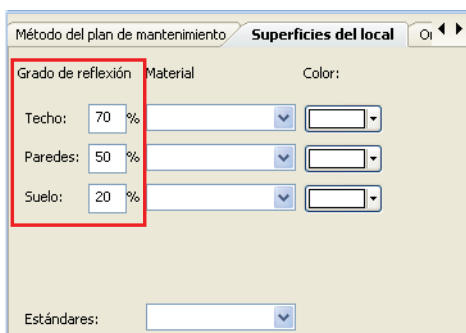 Método del plan de mantenimiento Superficies del local
Grado de reflexión Material Color:
Techo: 70 %
Paredes: 50 %
Suelo: 20 %
Estándares: